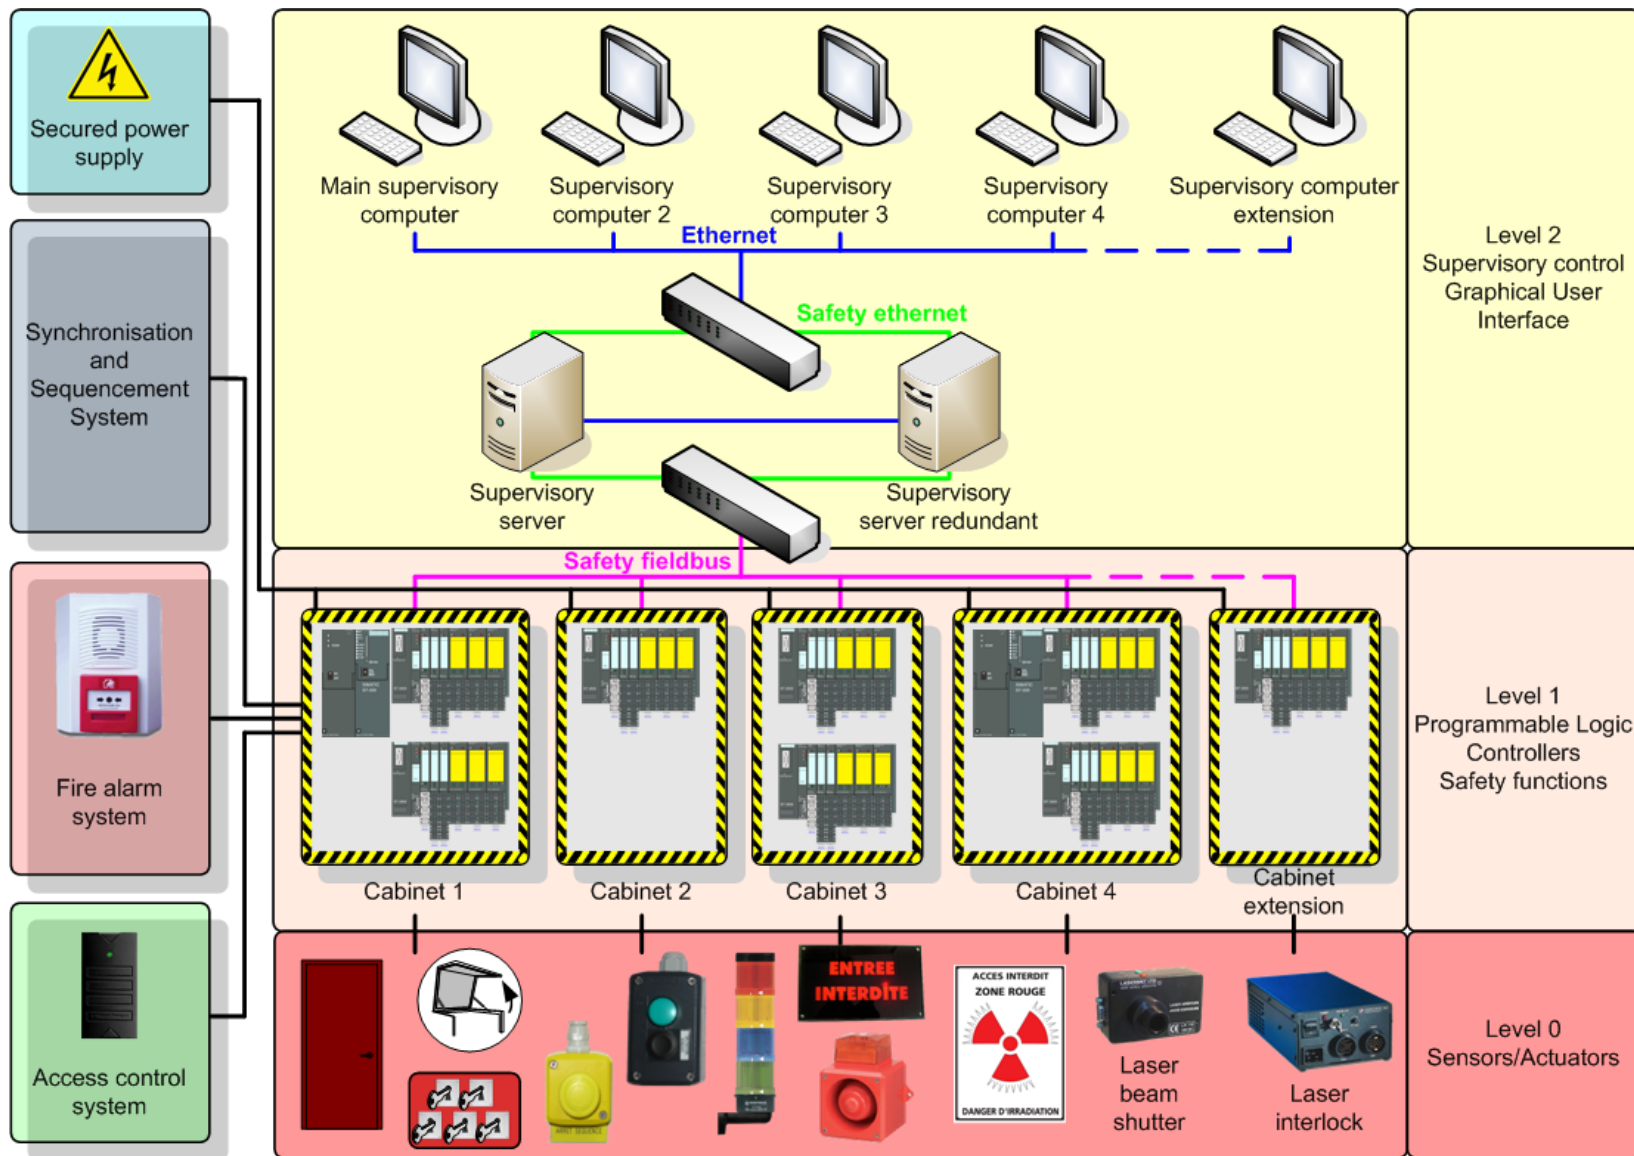 Secured power
supply
Synchronisation
and
Sequencement
System
Fire alarm
system
Access control
system
Main supervisory
computer
Supervisory
computer 2
Supervisory
computer 3
Supervisory
computer 4
Supervisory computer
extension
Ethernet
Safety ethernet
Supervisory
server
Supervisory
server redundant
Level 2
Supervisory control
Graphical User
Interface
Safety fieldbus
Cabinet 1
Cabinet 2
Cabinet 3
Cabinet 4
Cabinet
extension
Level 1
Programmable Logic
Controllers
Safety functions
ENTREE
INTERDITE
ACCES INTERDIT
ZONE ROUGE
DANGER D'IRRADIATION
Laser
beam
shutter
Laser
interlock
Level 0
Sensors/Actuators